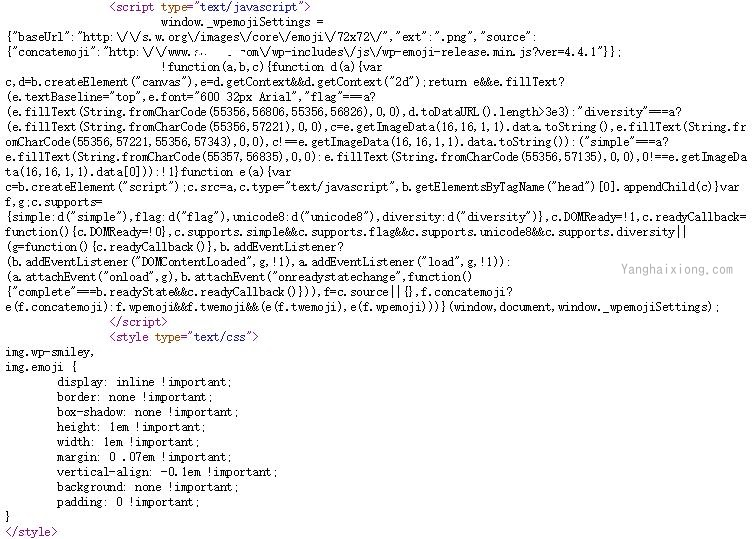 <script type="text/javascript">
window._wpemojiSettings =
{"baseUrl":"http:\/\/s.w.org\/images\/core\/emoji\/72x72\/","ext":".png","source":
{"concatemoji":"http:\/\/www. . om\/wp-includes\/js\/wp-emoji-release.min.js?ver=4.4.1"}};
!function(a,b,c){function d(a){var
c,d=b.createElement("canvas"),e=d.getContext&&d.getContext("2d");return e&&e.fillText?
(e.textBaseline="top",e.font="600 32px Arial","flag"===a?
(e.fillText(String.fromCharCode(55356,56806,55356,56826),0,0),d.toDataURL().length>3e3):"diversity"===a?
(e.fillText(String.fromCharCode(55356,57221),0,0),c=e.getImageData(16,16,1,1).data.toString(),e.fillText(String.fr
omCharCode(55356,57221,55356,57343),0,0),c!==e.getImageData(16,16,1,1).data.toString()):("simple"===a?
e.fillText(String.fromCharCode(55357,56835),0,0):e.fillText(String.fromCharCode(55356,57135),0,0),0!==e.getImageDa
ta(16,16,1,1).data[0])):!1}function e(a){var
c=b.createElement("script");c.src=a,c.type="text/javascript",b.getElementsByTagName("head")[0].appendChild(c)}var
f,g;c.supports=
{simple:d("simple"),flag:d("flag"),unicode8:d("unicode8"),diversity:d("diversity")},c.DOMReady=!1,c.readyCallback=
function(){c.DOMReady=!0},c.supports.simple&&c.supports.flag&&c.supports.unicode8&&c.supports.diversity||
(g=function(){c.readyCallback()},b.addEventListener?
(b.addEventListener("DOMContentLoaded",g,!1),a.addEventListener("load",g,!1)):
(a.attachEvent("onload",g),b.attachEvent("onreadystatechange",function()
{"complete"===b.readyState&&c.readyCallback()})),f=c.source||{},f.concatemoji?
e(f.concatemoji):f.wpemoji&&f.twemoji&&(e(f.twemoji),e(f.wpemoji)))}(window,document,window._wpemojiSettings);
Yanghaixiong.com
</script>
<style type="text/css">
img.wp-smiley,
img.emoji {
display: inline !important;
border: none !important;
box-shadow: none !important;
height: 1em !important;
width: 1em !important;
margin: 0 .07em !important;
vertical-align: -0.1em !important;
background: none !important;
padding: 0 !important;
}
</style>